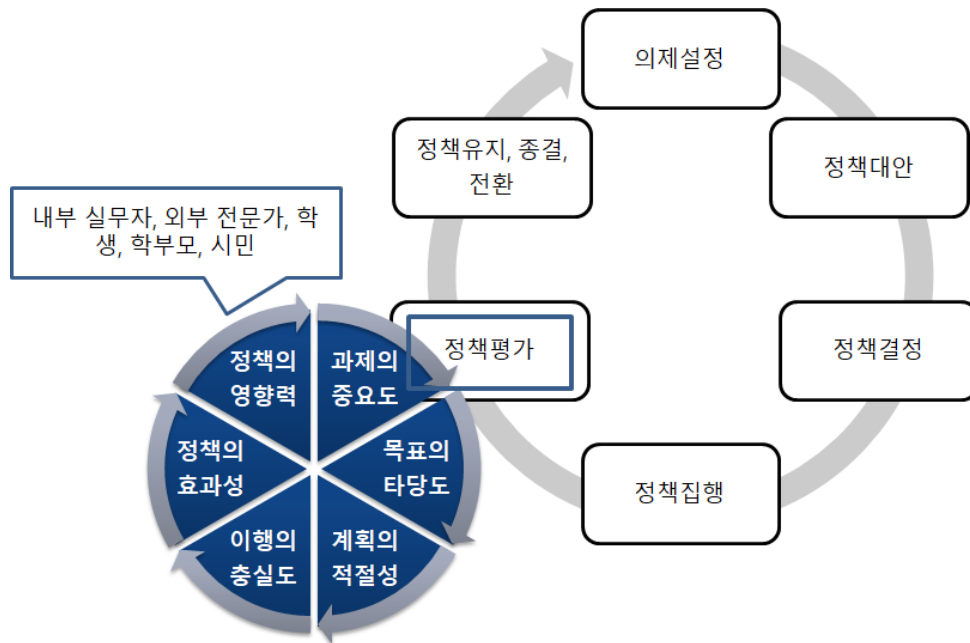 의제설정
정책유지, 종결,
전환
정책대안
내부 실무자, 외부 전문가, 학
생, 학부모, 시민
정책평가
정책결정
정책집행
정책의
영향력
과제의
중요도
정책의
효과성
목표의
타당도
이행의
충실도
계획의
적절성